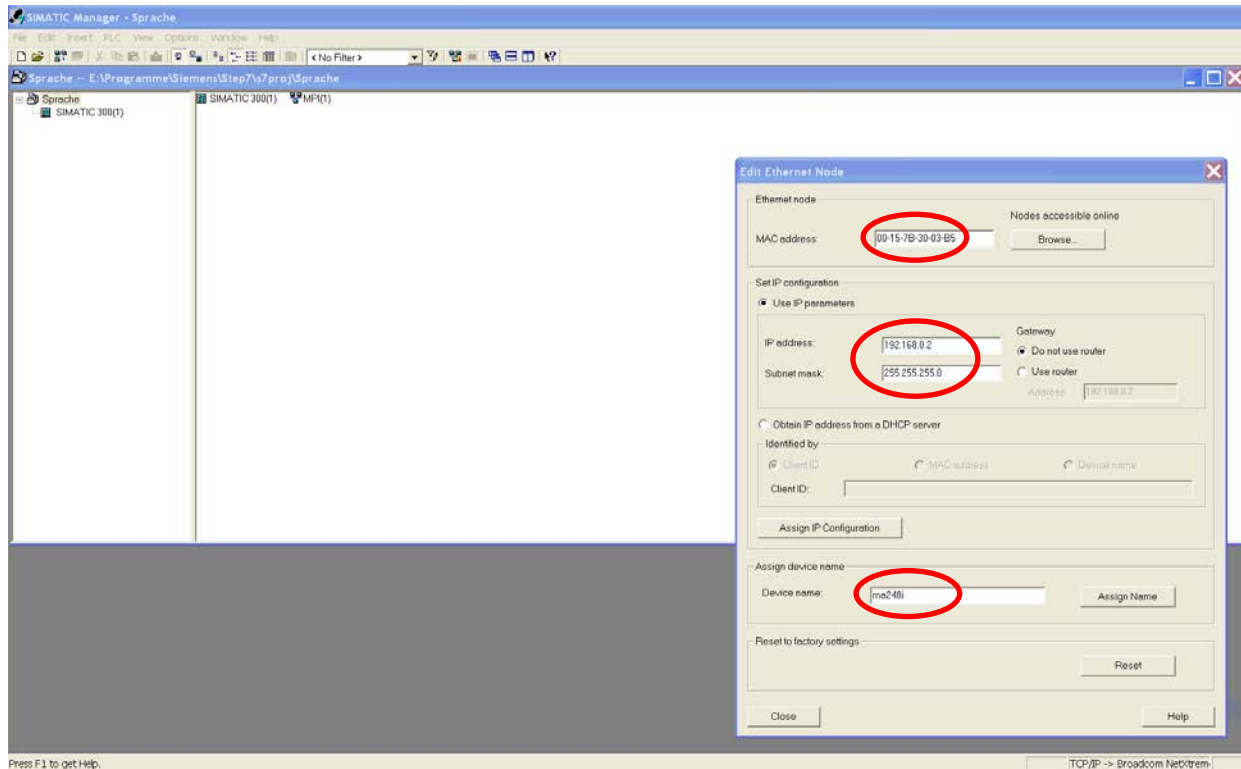 SIMATIC Manager - Sprache
File Edit Insert PLC View Options Window Help
< No Filter >
Sprache -- E:\Programme\Siemens\Step7\s7proj\Sprache
Sprache
SIMATIC 300(1)
SIMATIC 300(1) MPI(1)
Edit Ethernet Node
Ethernet node
Nodes accessible online
MAC address: 00-15-7B-30-03-B5 Browse...
Set IP configuration
Use IP parameters
Gateway
IP address: 192.168.0.2 Do not use router
Subnet mask: 255.255.255.0 Use router
Address: 192.168.0.2
Obtain IP address from a DHCP server
Identified by
Client ID MAC address Device name
Client ID:
Assign IP Configuration
Assign device name
Device name: ma248i Assign Name
Reset to factory settings
Reset
Close Help
Press F1 to get Help. TCP/IP -> Broadcom NetXtrem